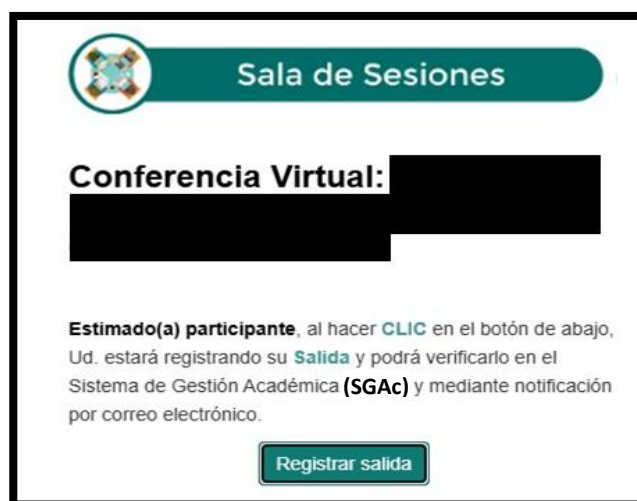 Sala de Sesiones
Conferencia Virtual:
Estimado(a) participante, al hacer CLIC en el botón de abajo,
Ud. estará registrando su Salida y podrá verificarlo en el
Sistema de Gestión Académica (SGAc) y mediante notificación
por correo electrónico.
Registrar salida